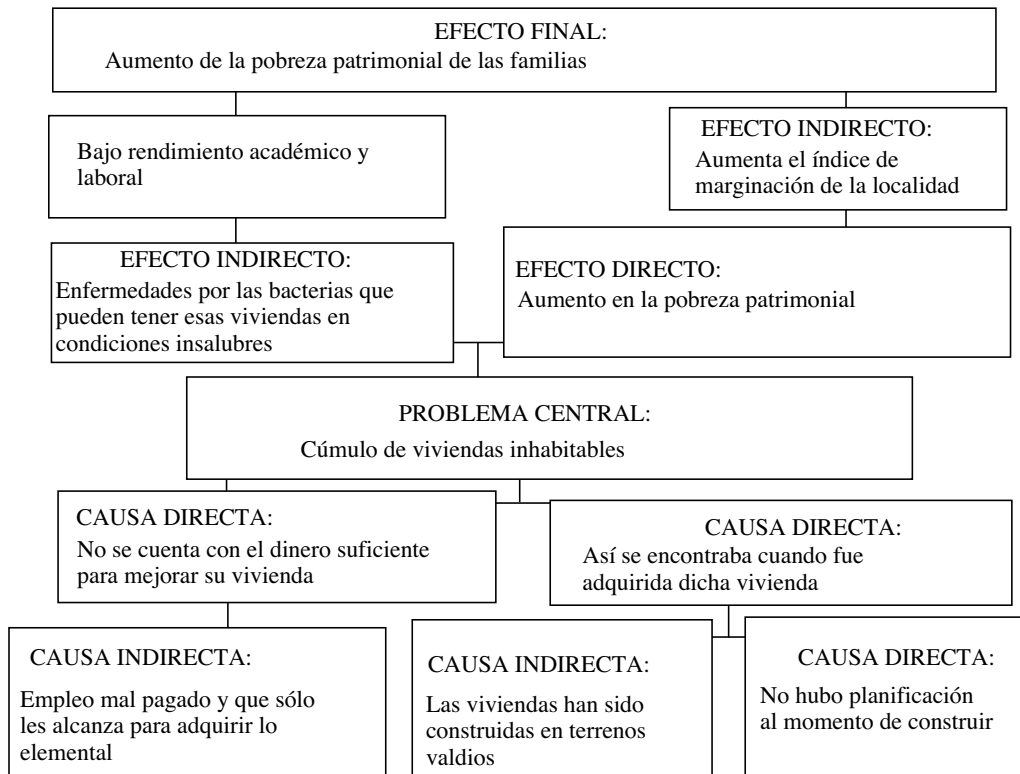 EFECTO FINAL:
Aumento de la pobreza patrimonial de las familias
Bajo rendimiento académico y
laboral
EFECTO INDIRECTO:
Aumenta el índice de
marginación de la localidad
EFECTO INDIRECTO:
Enfermedades por las bacterias que
pueden tener esas viviendas en
condiciones insalubres
EFECTO DIRECTO:
Aumento en la pobreza patrimonial
PROBLEMA CENTRAL:
Cúmulo de viviendas inhabitables
CAUSA DIRECTA:
No se cuenta con el dinero suficiente
para mejorar su vivienda
CAUSA DIRECTA:
Así se encontraba cuando fue
adquirida dicha vivienda
CAUSA INDIRECTA:
Empleo mal pagado y que sólo
les alcanza para adquirir lo
elemental
CAUSA INDIRECTA:
Las viviendas han sido
construidas en terrenos
valdios
CAUSA DIRECTA:
No hubo planificación
al momento de construir